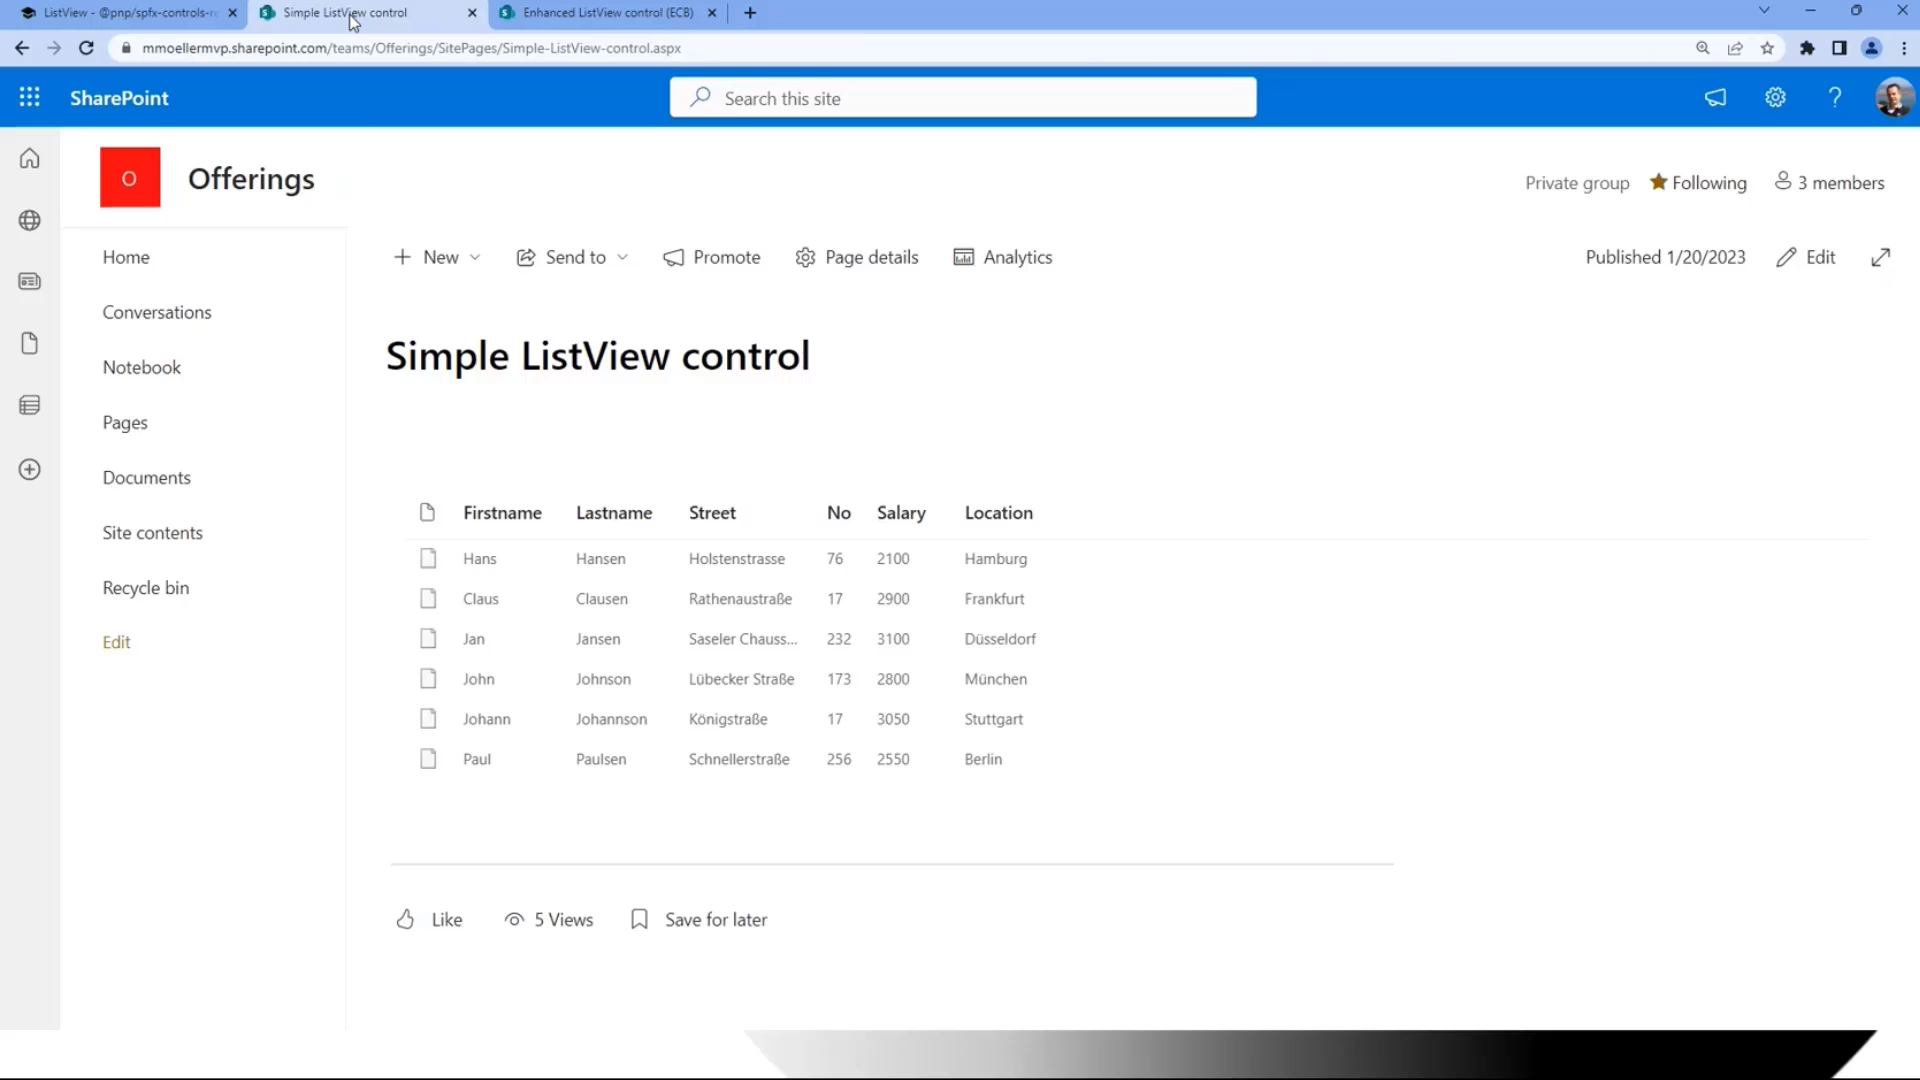 ListView - @pnp/spfx-controls-re
Simple ListView control
Enhanced ListView control (ECB)
mmoellermvp.sharepoint.com/teams/Offerings/SitePages/Simple-ListView-control.aspx
SharePoint
Search this site
O
Offerings
Private group
Following
3 members
Home
Conversations
Notebook
Pages
Documents
Site contents
Recycle bin
Edit
New
Send to
Promote
Page details
Analytics
Published 1/20/2023
Edit
Simple ListView control
Firstname Lastname Street No Salary Location
Hans Hansen Holstenstrasse 76 2100 Hamburg
Claus Clausen Rathenaustraße 17 2900 Frankfurt
Jan Jansen Saseler Chauss... 232 3100 Düsseldorf
John Johnson Lübecker Straße 173 2800 München
Johann Johannson Königstraße 17 3050 Stuttgart
Paul Paulsen Schnellerstraße 256 2550 Berlin
Like
5 Views
Save for later